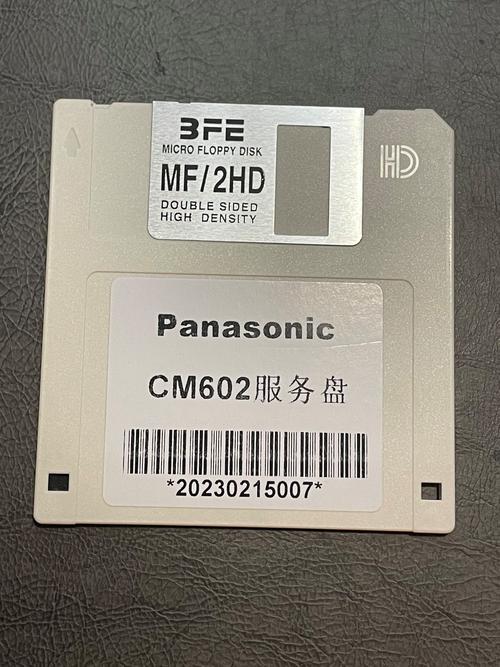 3FE
MICRO FLOPPY DISK
MF/2HD
DOUBLE SIDED
HIGH DENSITY
HD
Panasonic
CM602服务盘
*20230215007*